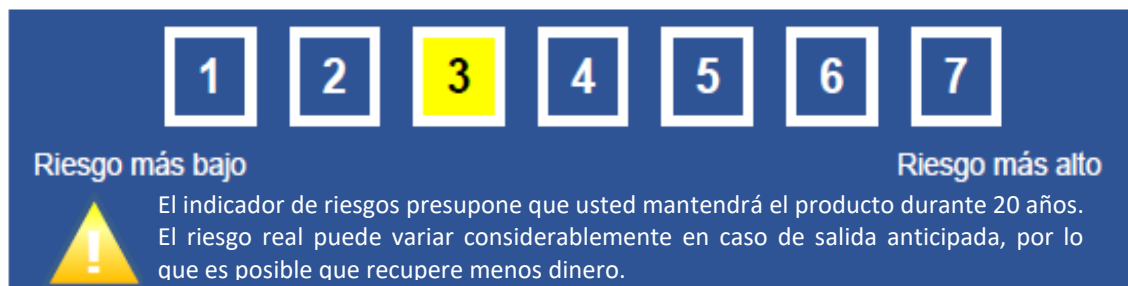 1 2 3 4 5 6 7
Riesgo más bajo Riesgo más alto
El indicador de riesgos presupone que usted mantendrá el producto durante 20 años.
El riesgo real puede variar considerablemente en caso de salida anticipada, por lo
que es posible que recupere menos dinero.